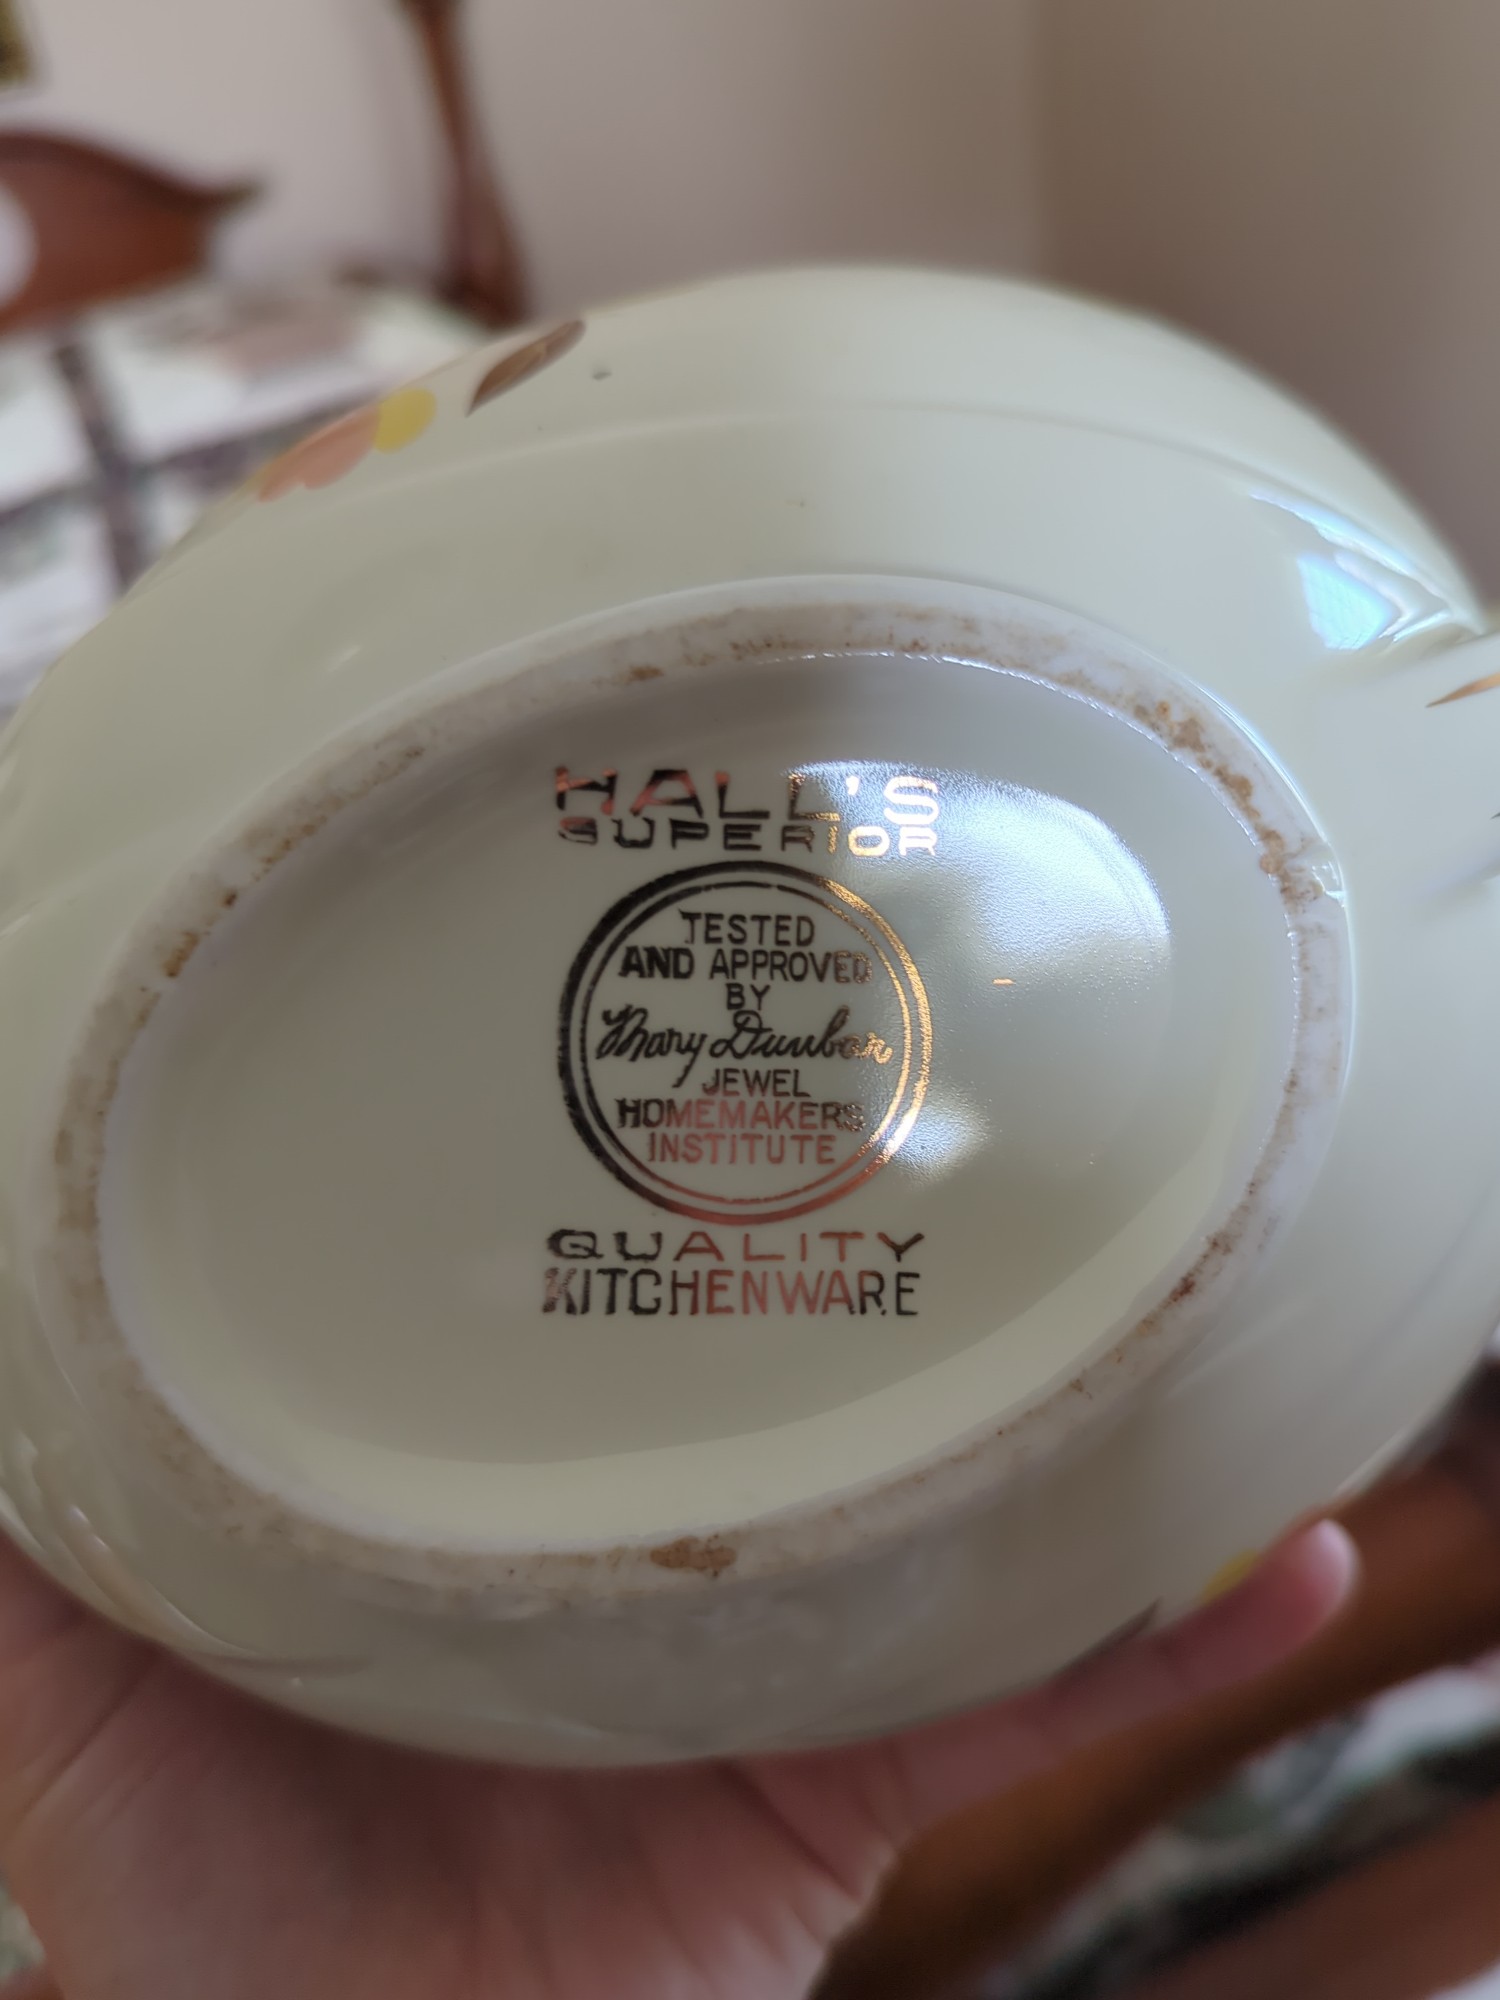 HALL'S
SUPERIOR
TESTED
AND APPROVED
BY
Mary Dunbar
JEWEL
HOMEMAKERS
INSTITUTE
QUALITY
KITCHENWARE